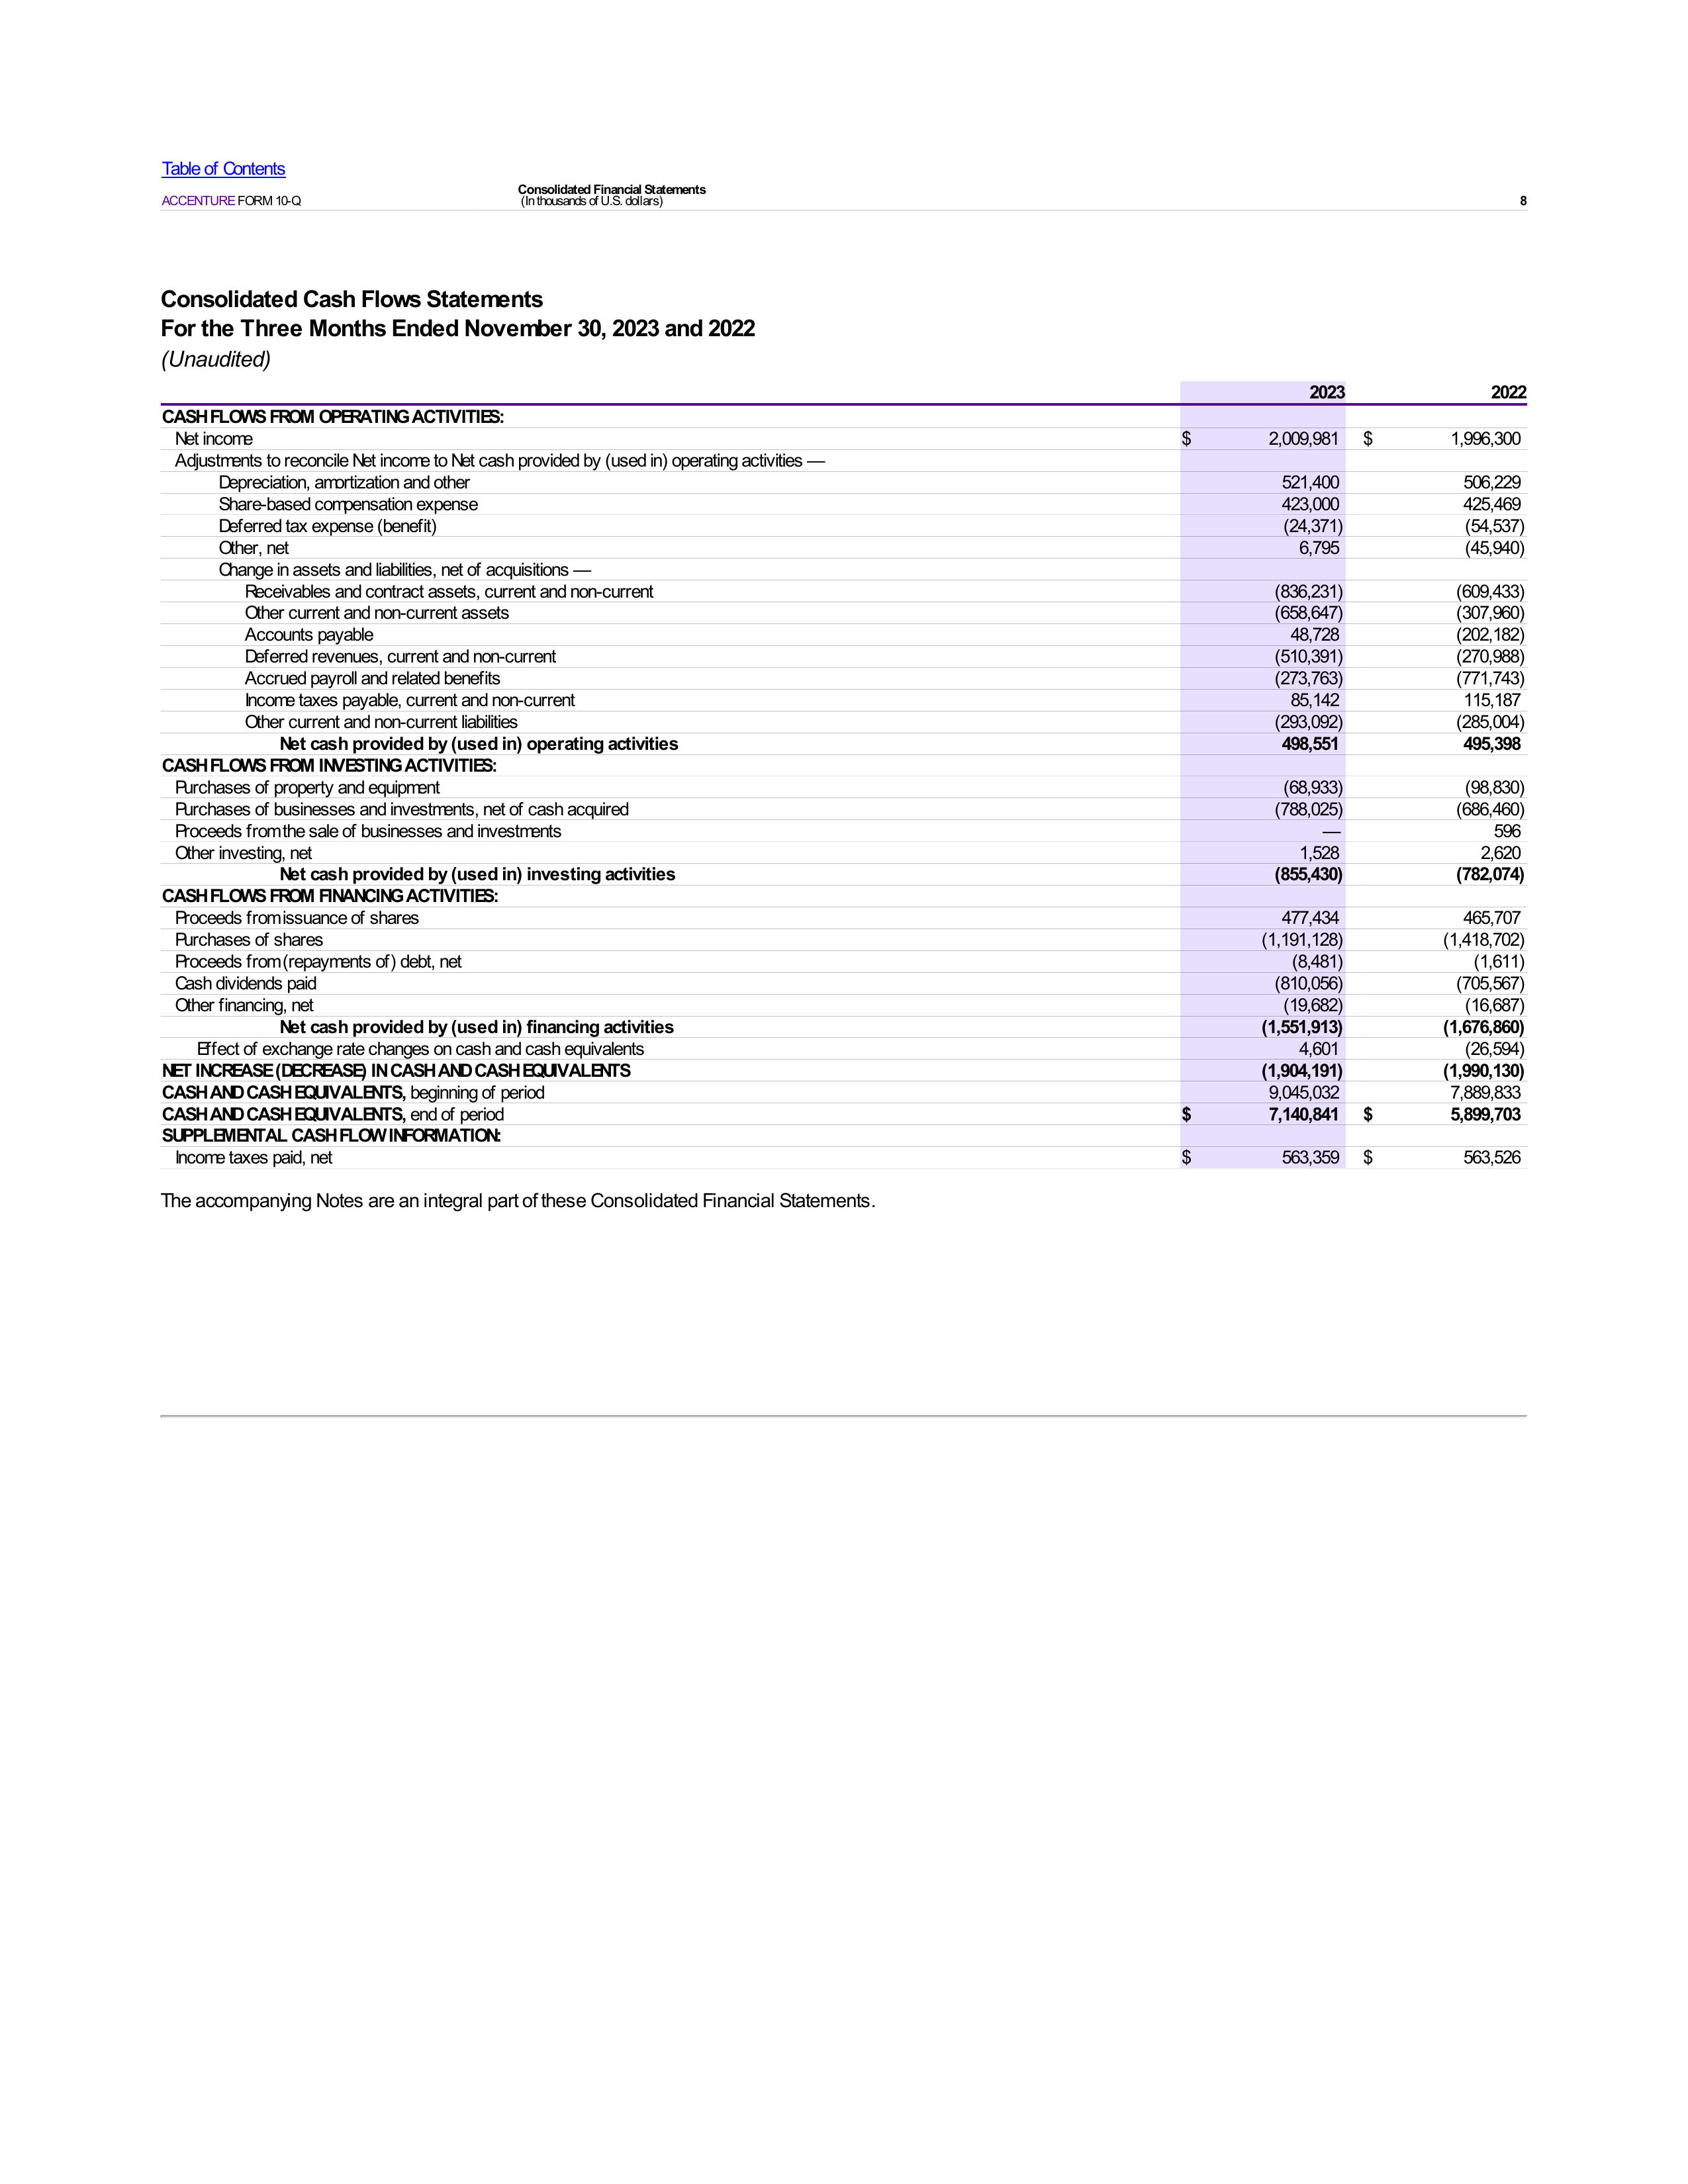 Table of Contents
Consolidated Financial Statements
ACCENTURE FORM 10-Q (In thousands of U.S. dollars) 8
Consolidated Cash Flows Statements
For the Three Months Ended November 30, 2023 and 2022
(Unaudited)
2023 2022
CASH FLOWS FROM OPERATING ACTIVITIES:
Net income $ 2,009,981 $ 1,996,300
Adjustments to reconcile Net income to Net cash provided by (used in) operating activities —
Depreciation, amortization and other 521,400 506,229
Share-based compensation expense 423,000 425,469
Deferred tax expense (benefit) (24,371) (54,537)
Other, net 6,795 (45,940)
Change in assets and liabilities, net of acquisitions —
Receivables and contract assets, current and non-current (836,231) (609,433)
Other current and non-current assets (658,647) (307,960)
Accounts payable 48,728 (202,182)
Deferred revenues, current and non-current (510,391) (270,988)
Accrued payroll and related benefits (273,763) (771,743)
Income taxes payable, current and non-current 85,142 115,187
Other current and non-current liabilities (293,092) (285,004)
Net cash provided by (used in) operating activities 498,551 495,398
CASH FLOWS FROM INVESTING ACTIVITIES:
Purchases of property and equipment (68,933) (98,830)
Purchases of businesses and investments, net of cash acquired (788,025) (686,460)
Proceeds from the sale of businesses and investments — 596
Other investing, net 1,528 2,620
Net cash provided by (used in) investing activities (855,430) (782,074)
CASH FLOWS FROM FINANCING ACTIVITIES:
Proceeds from issuance of shares 477,434 465,707
Purchases of shares (1,191,128) (1,418,702)
Proceeds from (repayments of) debt, net (8,481) (1,611)
Cash dividends paid (810,056) (705,567)
Other financing, net (19,682) (16,687)
Net cash provided by (used in) financing activities (1,551,913) (1,676,860)
Effect of exchange rate changes on cash and cash equivalents 4,601 (26,594)
NET INCREASE (DECREASE) IN CASH AND CASH EQUIVALENTS (1,904,191) (1,990,130)
CASH AND CASH EQUIVALENTS, beginning of period 9,045,032 7,889,833
CASH AND CASH EQUIVALENTS, end of period $ 7,140,841 $ 5,899,703
SUPPLEMENTAL CASH FLOW INFORMATION:
Income taxes paid, net $ 563,359 $ 563,526
The accompanying Notes are an integral part of these Consolidated Financial Statements.